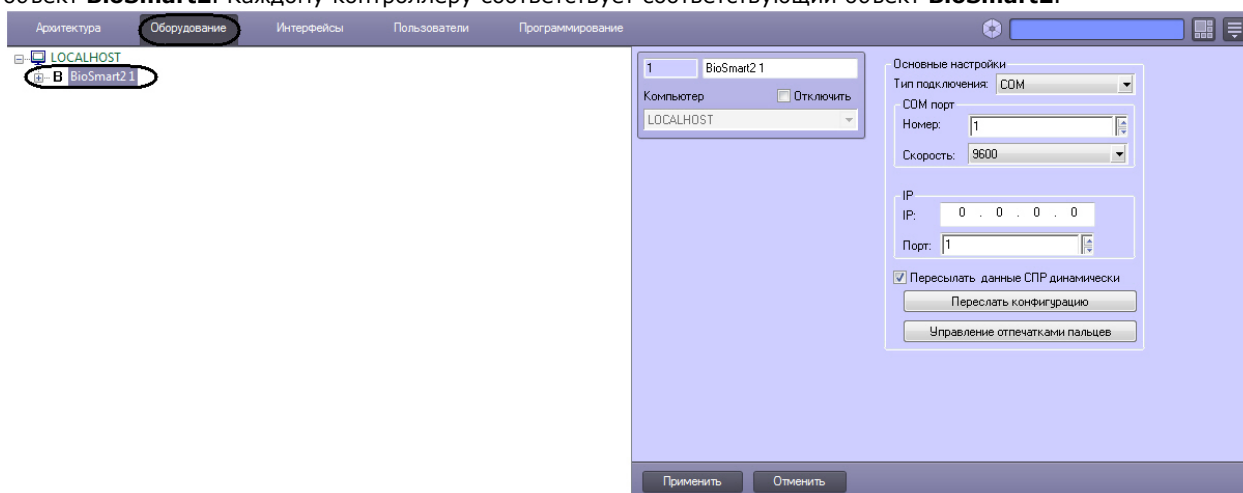 объект BioSmart2. Каждому контроллеру соответствует соответствующий объект BioSmart2.
Архитектура Оборудование Интерфейсы Пользователи Программирование
LOCALHOST
B BioSmart2 1
1 BioSmart2 1
Компьютер Отключить
LOCALHOST
Основные настройки
Тип подключения: COM
COM порт
Номер: 1
Скорость: 9600
IP
IP: 0 . 0 . 0 . 0
Порт: 1
Пересылать данные СПР динамически
Переслать конфигурацию
Управление отпечатками пальцев
Применить Отменить